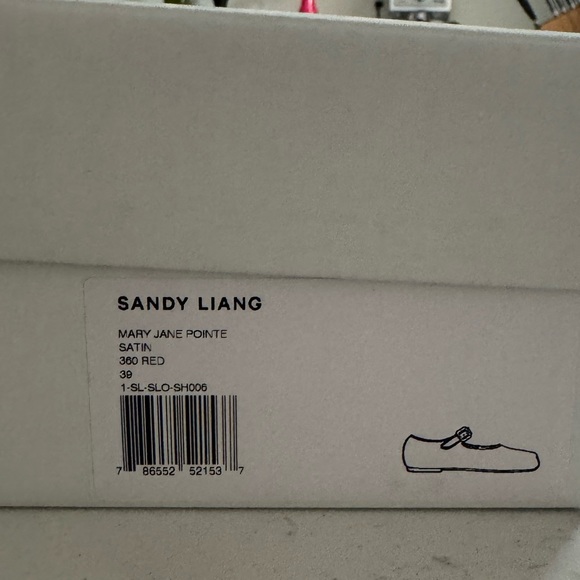 SANDY LIANG
MARY JANE POINTE
SATIN
360 RED
39
1-SL-SLO-SH006
7 86552 52153 7